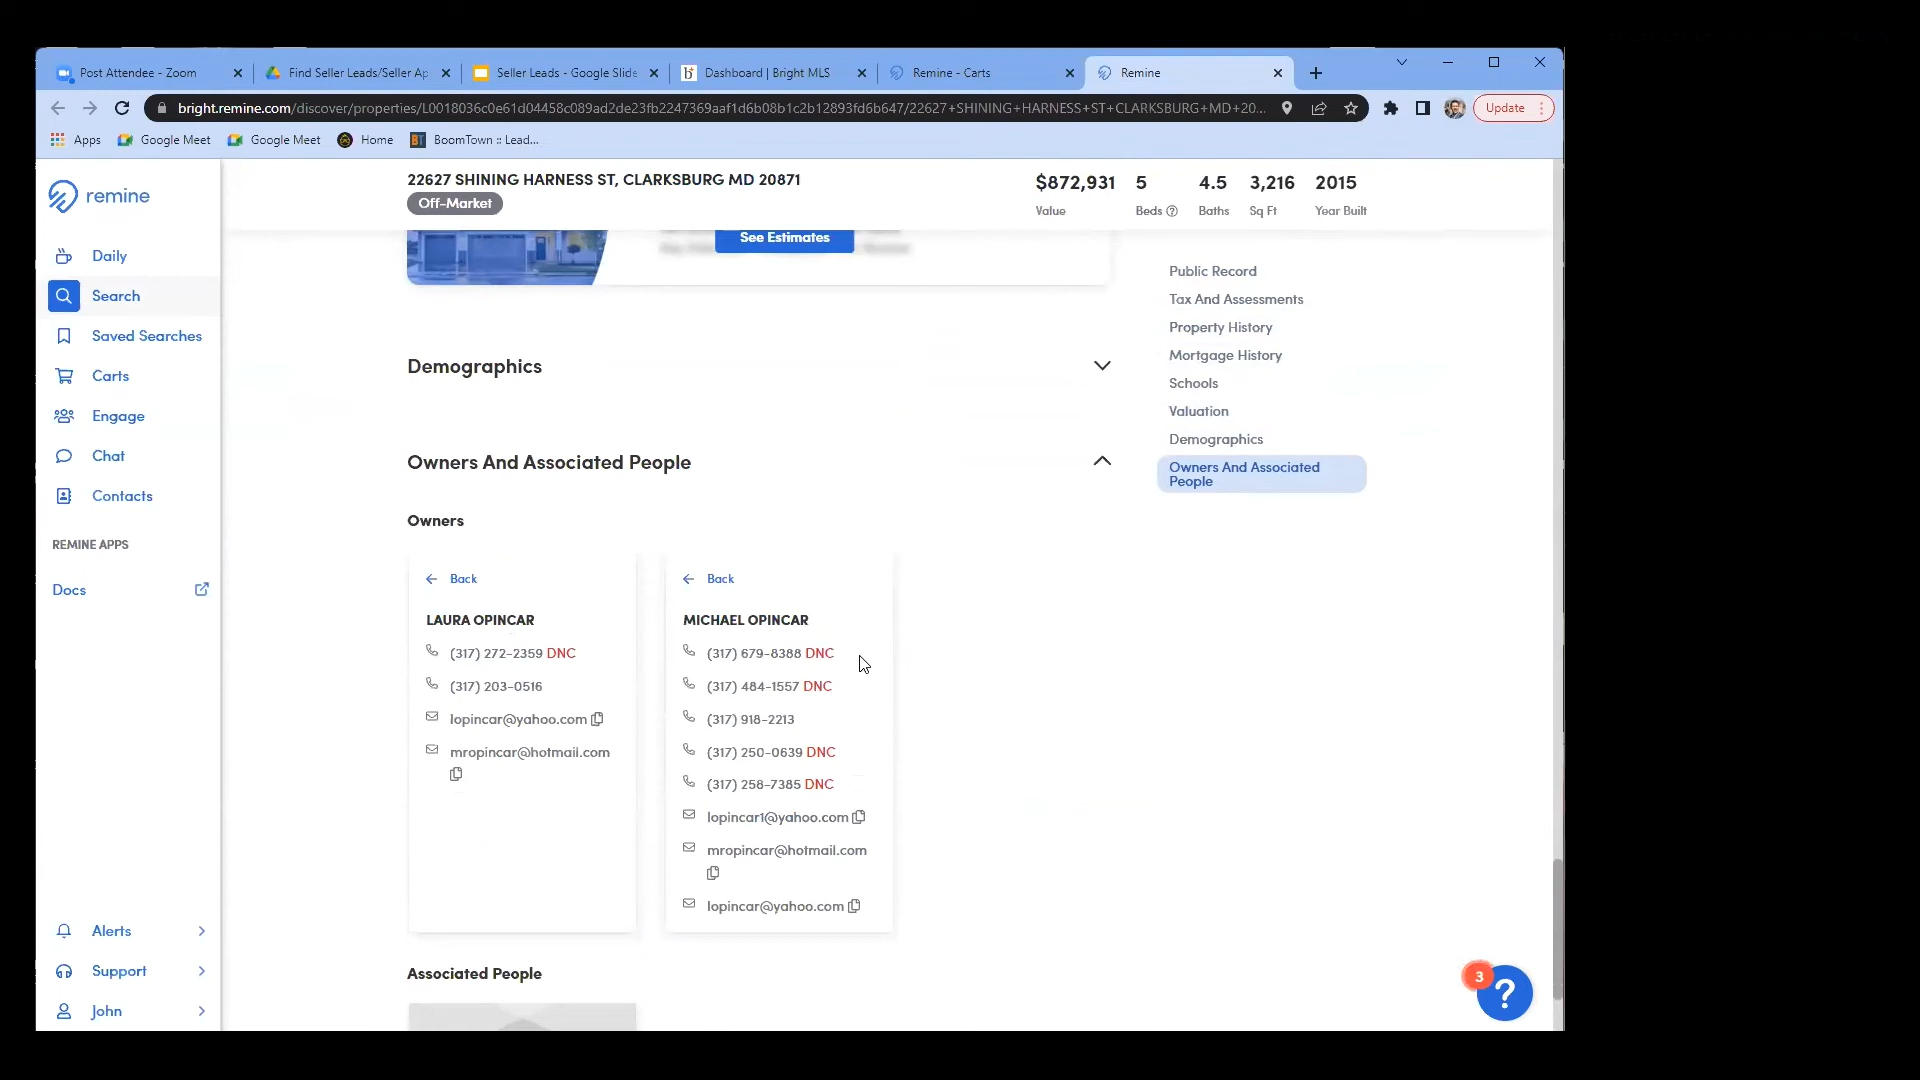 Post Attendee - Zoom
Find Seller Leads/Seller Ap
Seller Leads - Google Slide
Dashboard | Bright MLS
Remine - Carts
Remine
bright.remine.com/discover/properties/L0018036c0e61d04458c089ad2de23fb2247369aaf1d6b08b1c2b12893fd6b647/22627+SHINING+HARNESS+ST+CLARKSBURG+MD+20...
Update
Apps
Google Meet
Google Meet
Home
BoomTown :: Lead...
remine
Daily
Search
Saved Searches
Carts
Engage
Chat
Contacts
REMINE APPS
Docs
Alerts
Support
John
22627 SHINING HARNESS ST, CLARKSBURG MD 20871
Off-Market
$872,931 5 4.5 3,216 2015
Value Beds Baths Sq Ft Year Built
See Estimates
Demographics
Owners And Associated People
Owners
Back
LAURA OPINCAR
(317) 272-2359 DNC
(317) 203-0516
lopincar@yahoo.com
mropincar@hotmail.com
Back
MICHAEL OPINCAR
(317) 679-8388 DNC
(317) 484-1557 DNC
(317) 918-2213
(317) 250-0639 DNC
(317) 258-7385 DNC
lopincar1@yahoo.com
mropincar@hotmail.com
lopincar@yahoo.com
Associated People
Public Record
Tax And Assessments
Property History
Mortgage History
Schools
Valuation
Demographics
Owners And Associated
People
3